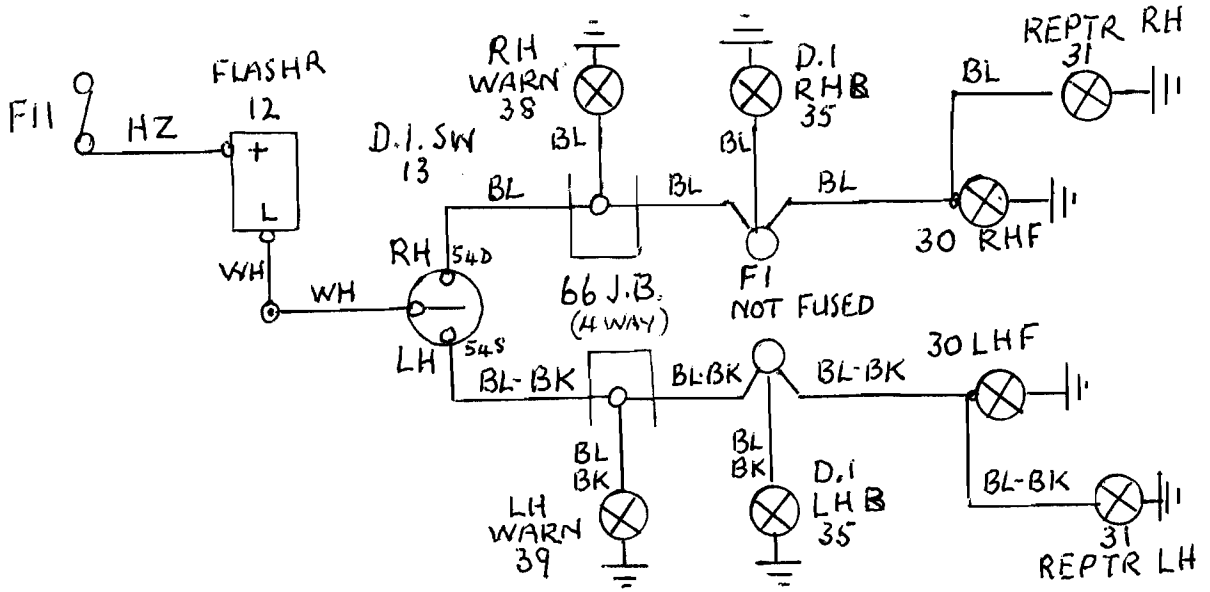 F11
HZ
FLASHR
12
+
L
WH
WH
D.I. SW
13
RH
54D
LH
54S
BL
BL-BK
RH
WARN
38
BL
66 J.B.
(4 WAY)
BL
BK
LH
WARN
39
BL
BL·BK
D.I
RHB
35
BL
F1
NOT FUSED
BL
BK
D.I
LHB
35
BL
BL-BK
REPTR RH
31
BL
30 RHF
30 LHF
BL-BK
31
REPTR LH